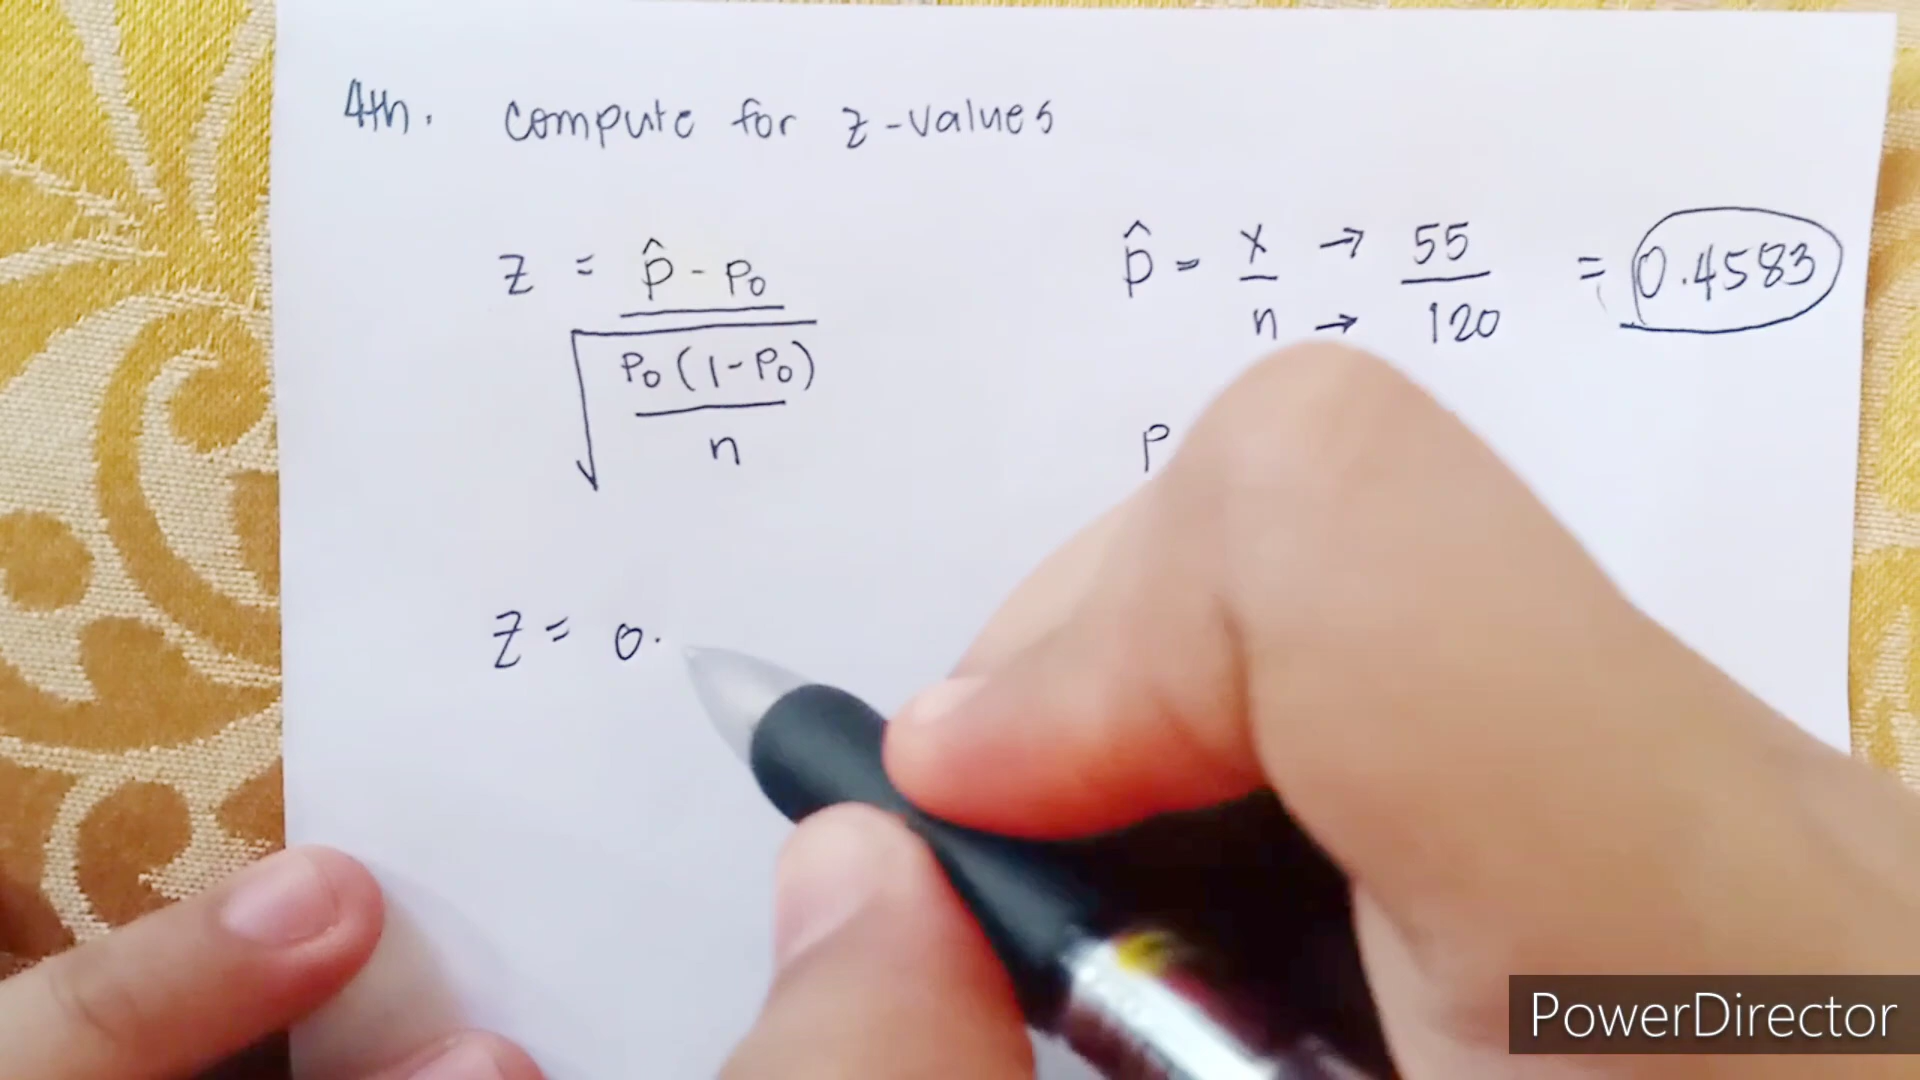 4th. Compute for z-values
z = p̂ - p₀
p₀(1-p₀)
n
p̂ = x → 55 = 0.4583
n → 120
p
z = 0.
PowerDirector